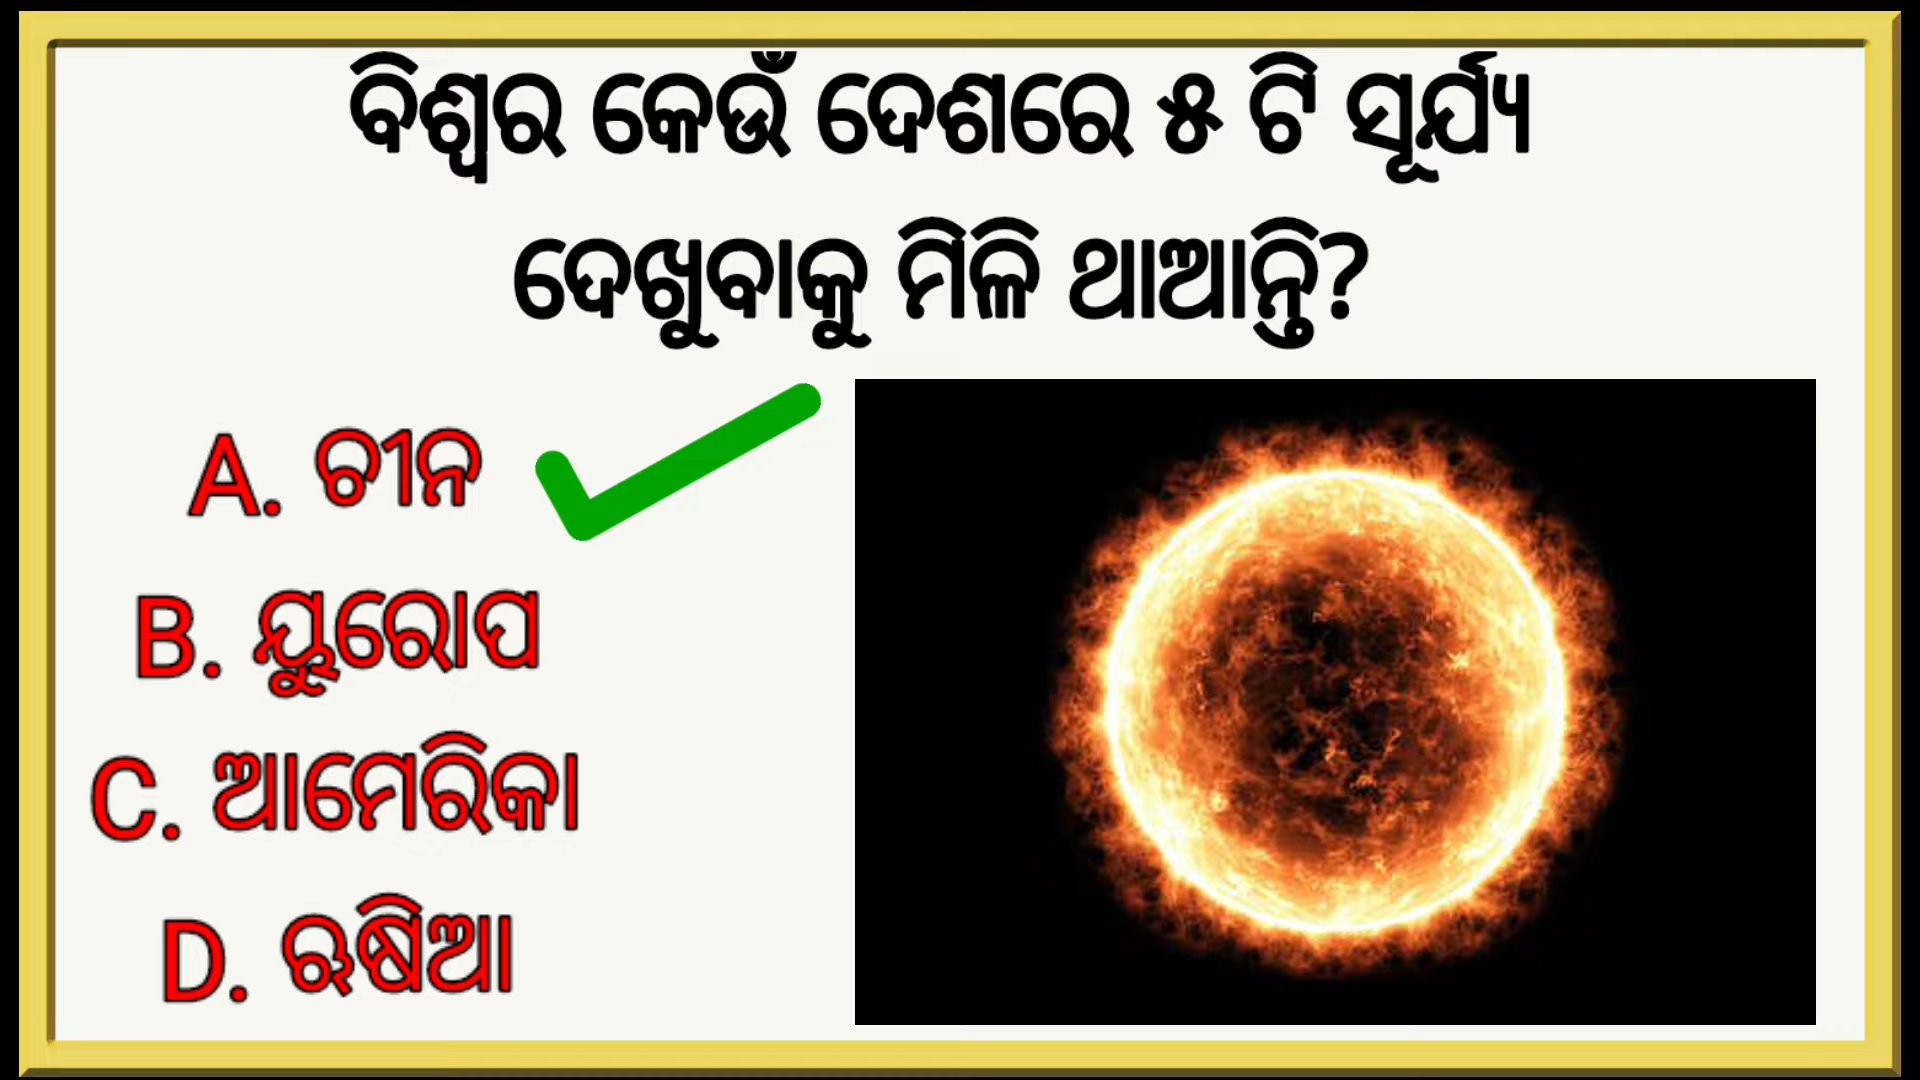 ବିଶ୍ୱର କେଉଁ ଦେଶରେ ୫ ଟି ସୂର୍ଯ୍ୟ
ଦେଖୁବାକୁ ମିଳି ଥାଆନ୍ତି?
A. ଚୀନ
B. ୟୁରୋପ
C. ଆମେରିକା
D. ଋଷିଆ